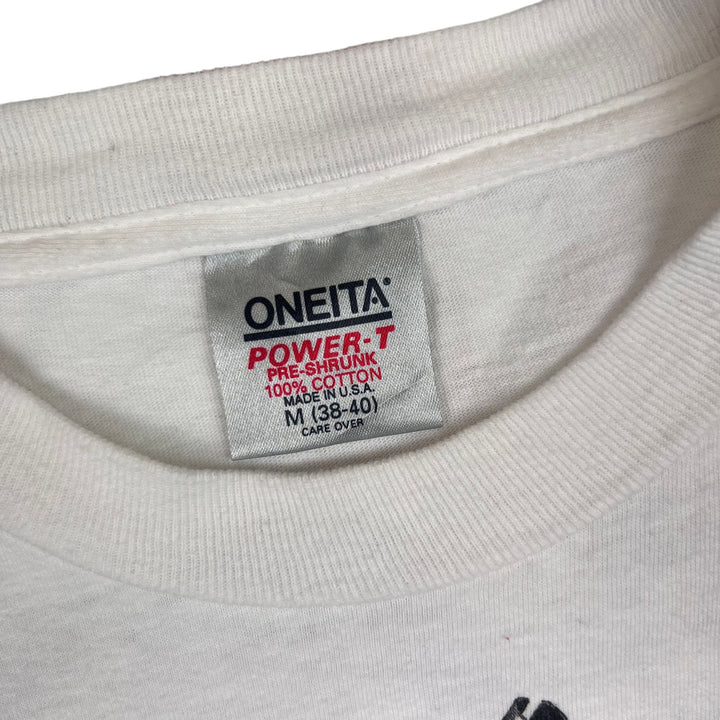 ONEITA®
POWER-T
PRE-SHRUNK
100% COTTON
MADE IN U.S.A.
M (38-40)
CARE OVER